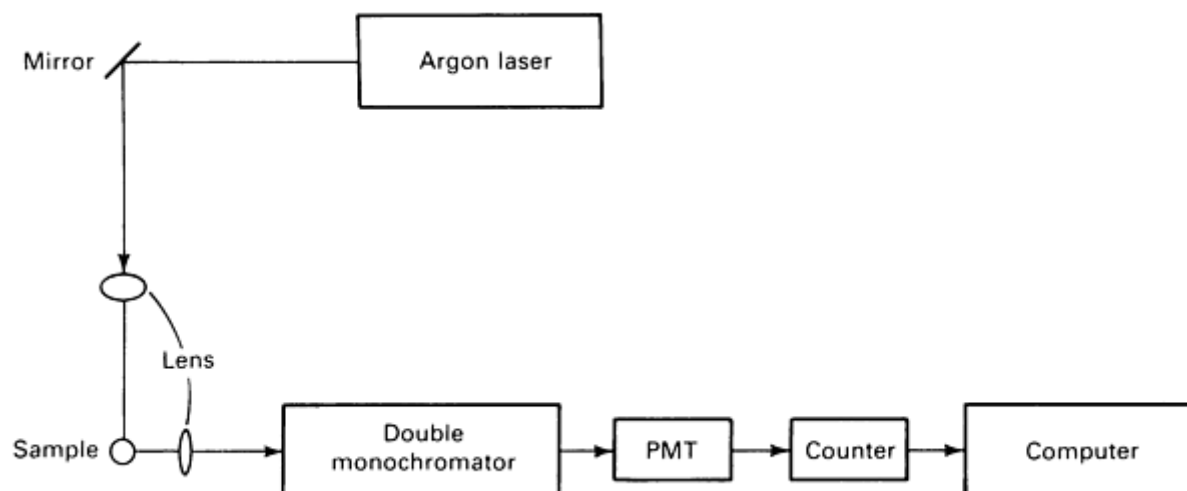 Mirror
Argon laser
Lens
Sample
Double
monochromator
PMT
Counter
Computer